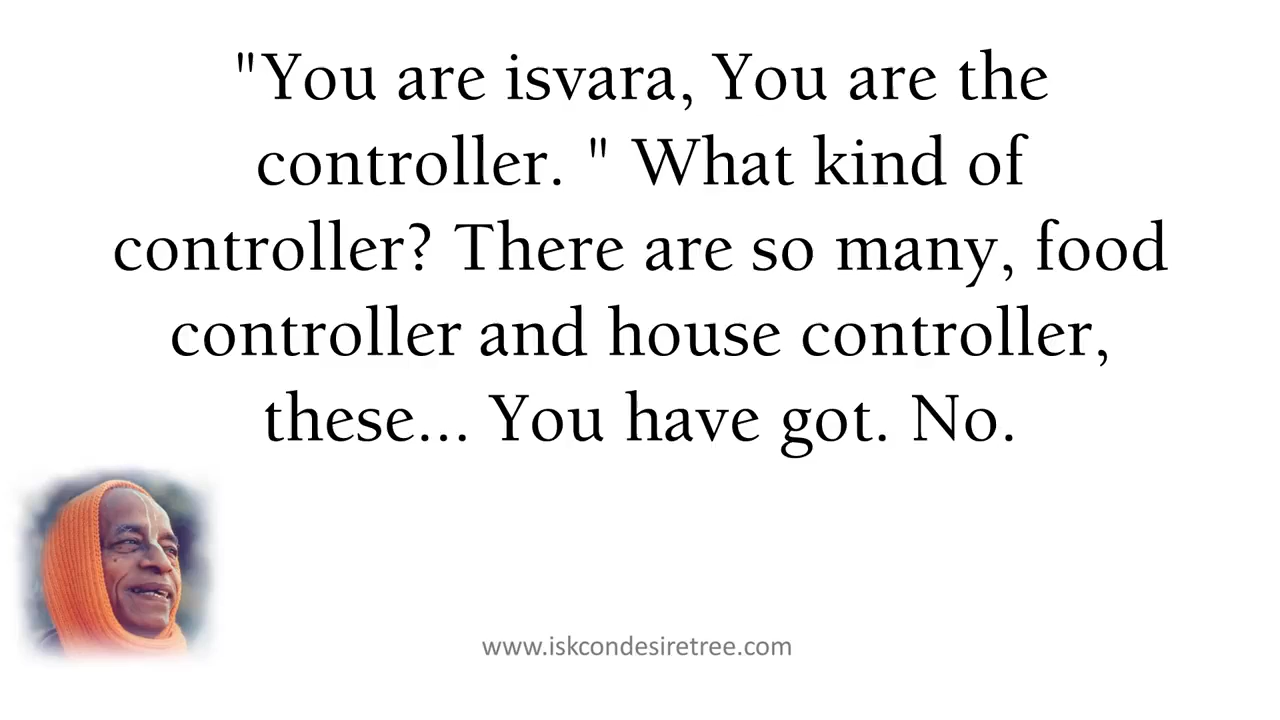 "You are isvara, You are the
controller. " What kind of
controller? There are so many, food
controller and house controller,
these... You have got. No.
www.iskcondesiretree.com